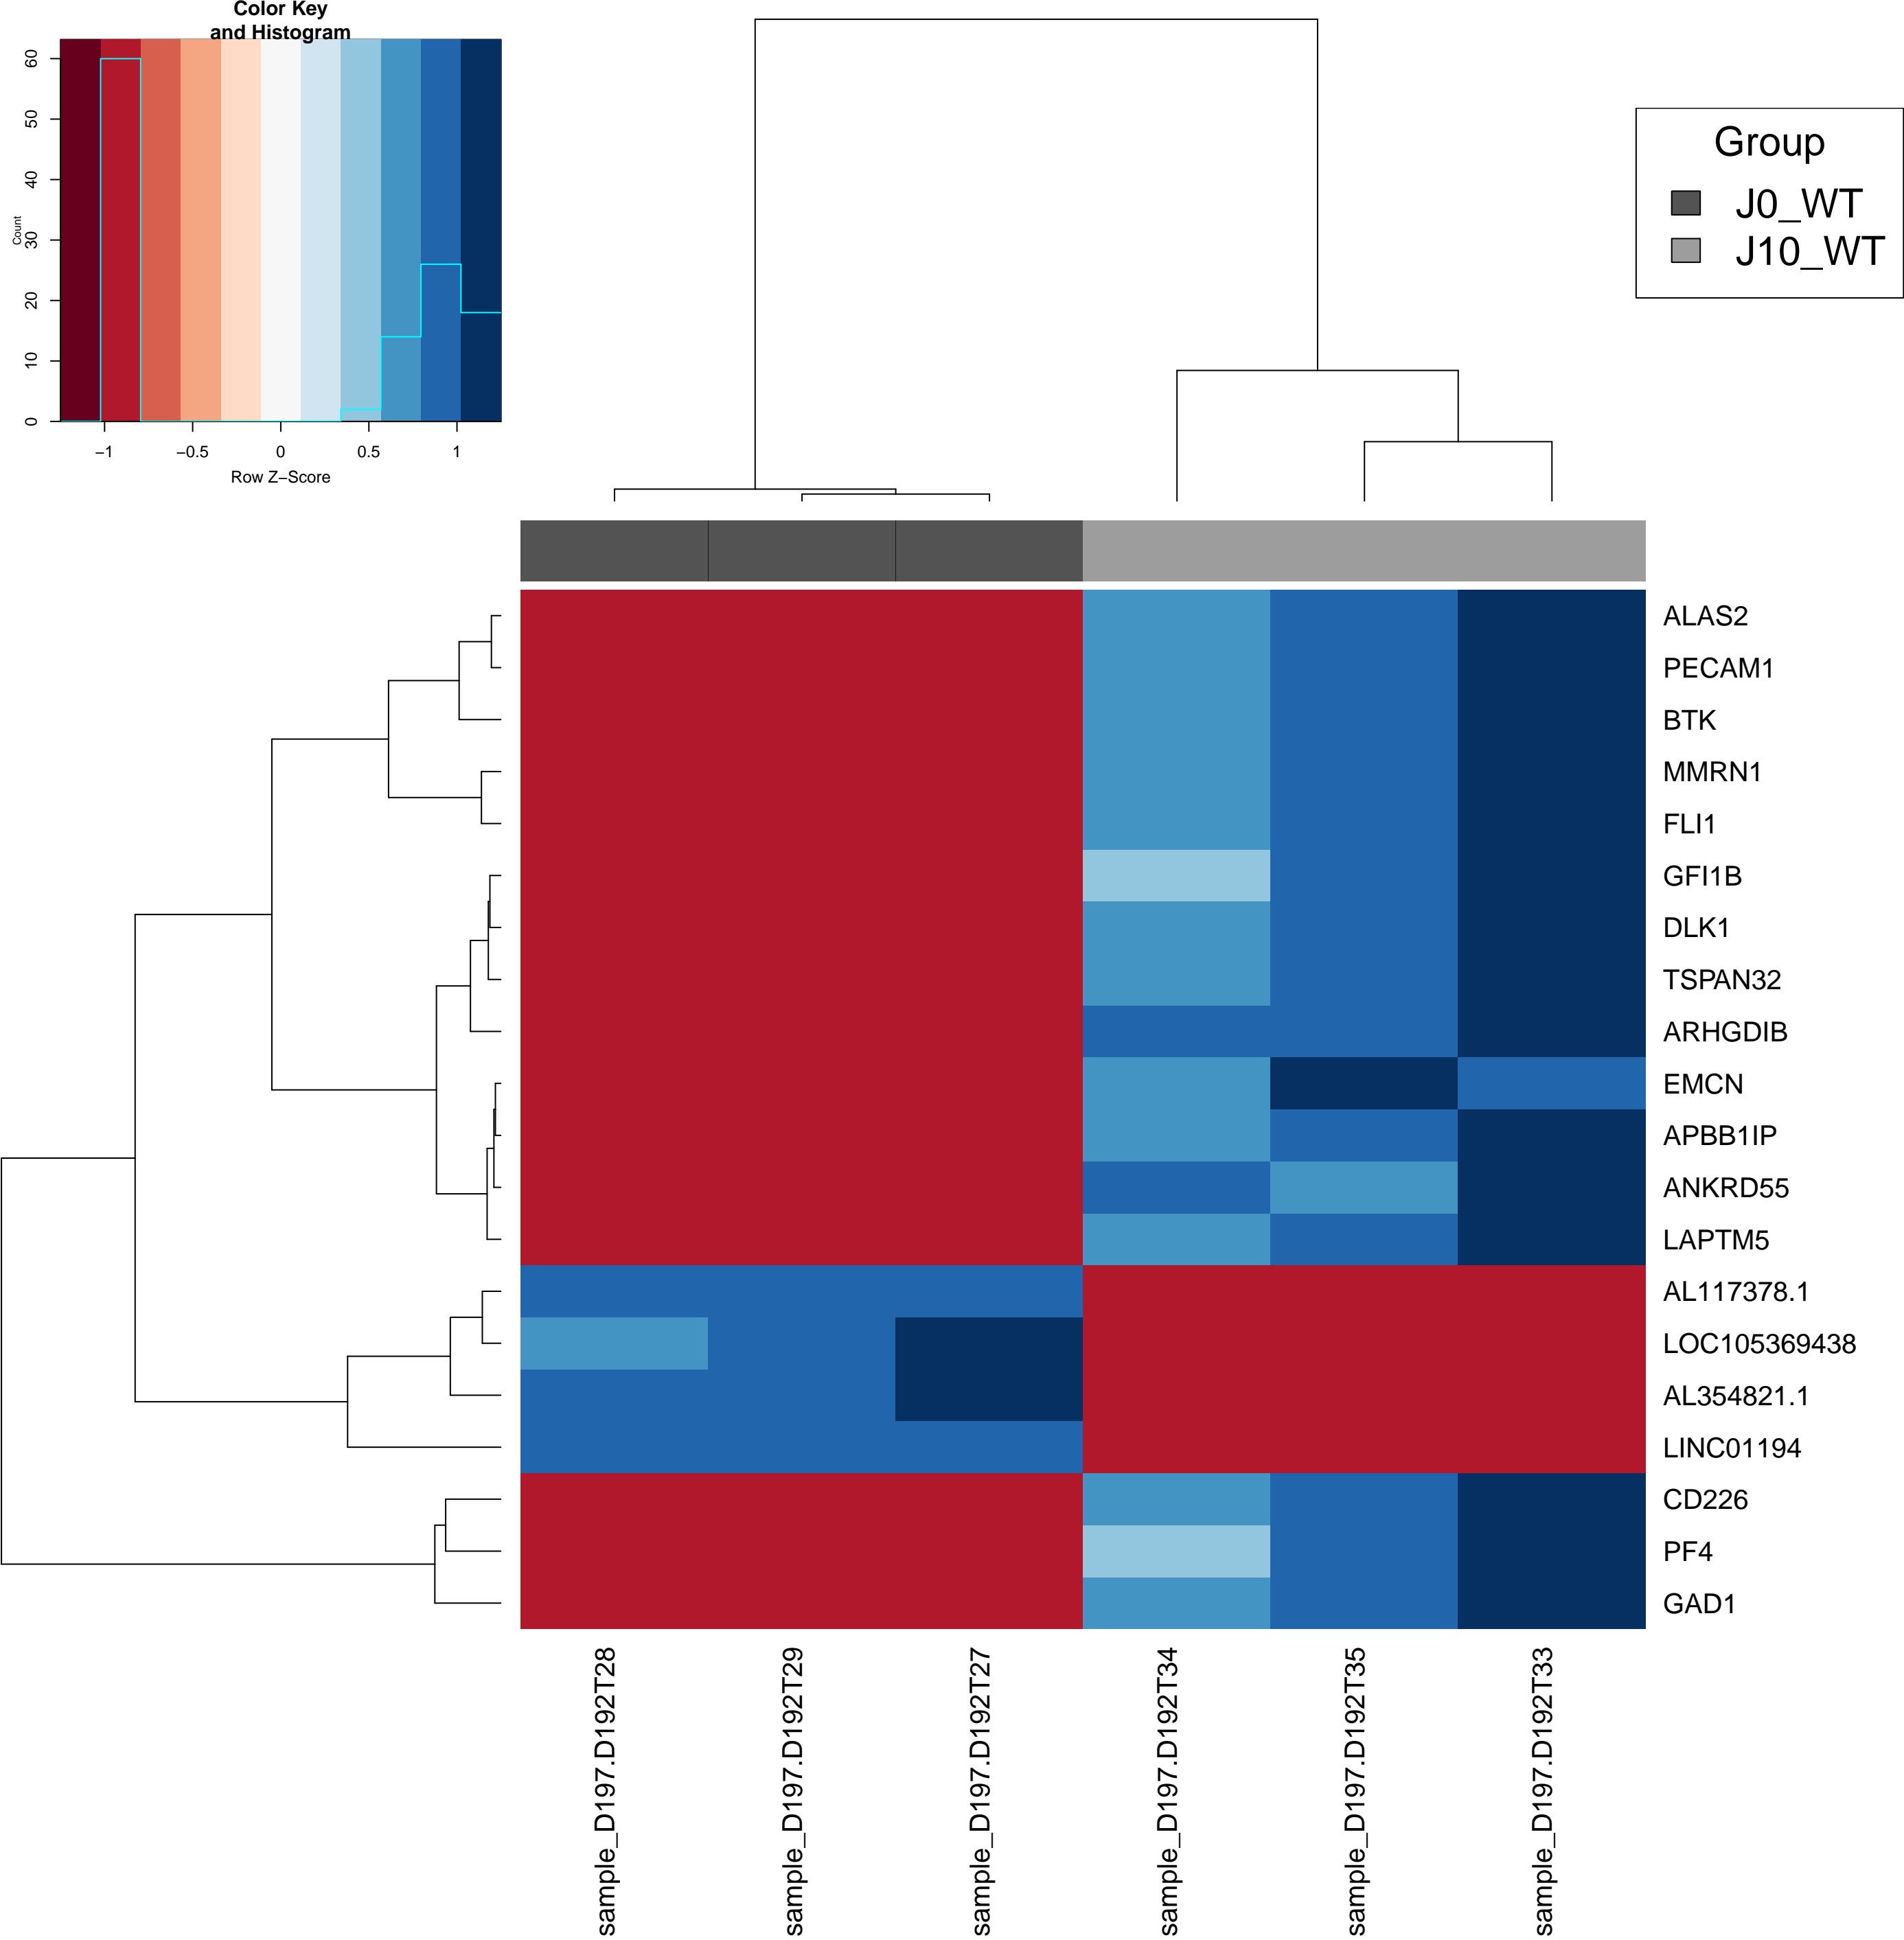 Color Key
and Histogram
Count
0
10
20
30
40
50
60
−1
−0.5
0
0.5
1
Row Z−Score
Group
J0_WT
J10_WT
ALAS2
PECAM1
BTK
MMRN1
FLI1
GFI1B
DLK1
TSPAN32
ARHGDIB
EMCN
APBB1IP
ANKRD55
LAPTM5
AL117378.1
LOC105369438
AL354821.1
LINC01194
CD226
PF4
GAD1
sample_D197.D192T28
sample_D197.D192T29
sample_D197.D192T27
sample_D197.D192T34
sample_D197.D192T35
sample_D197.D192T33